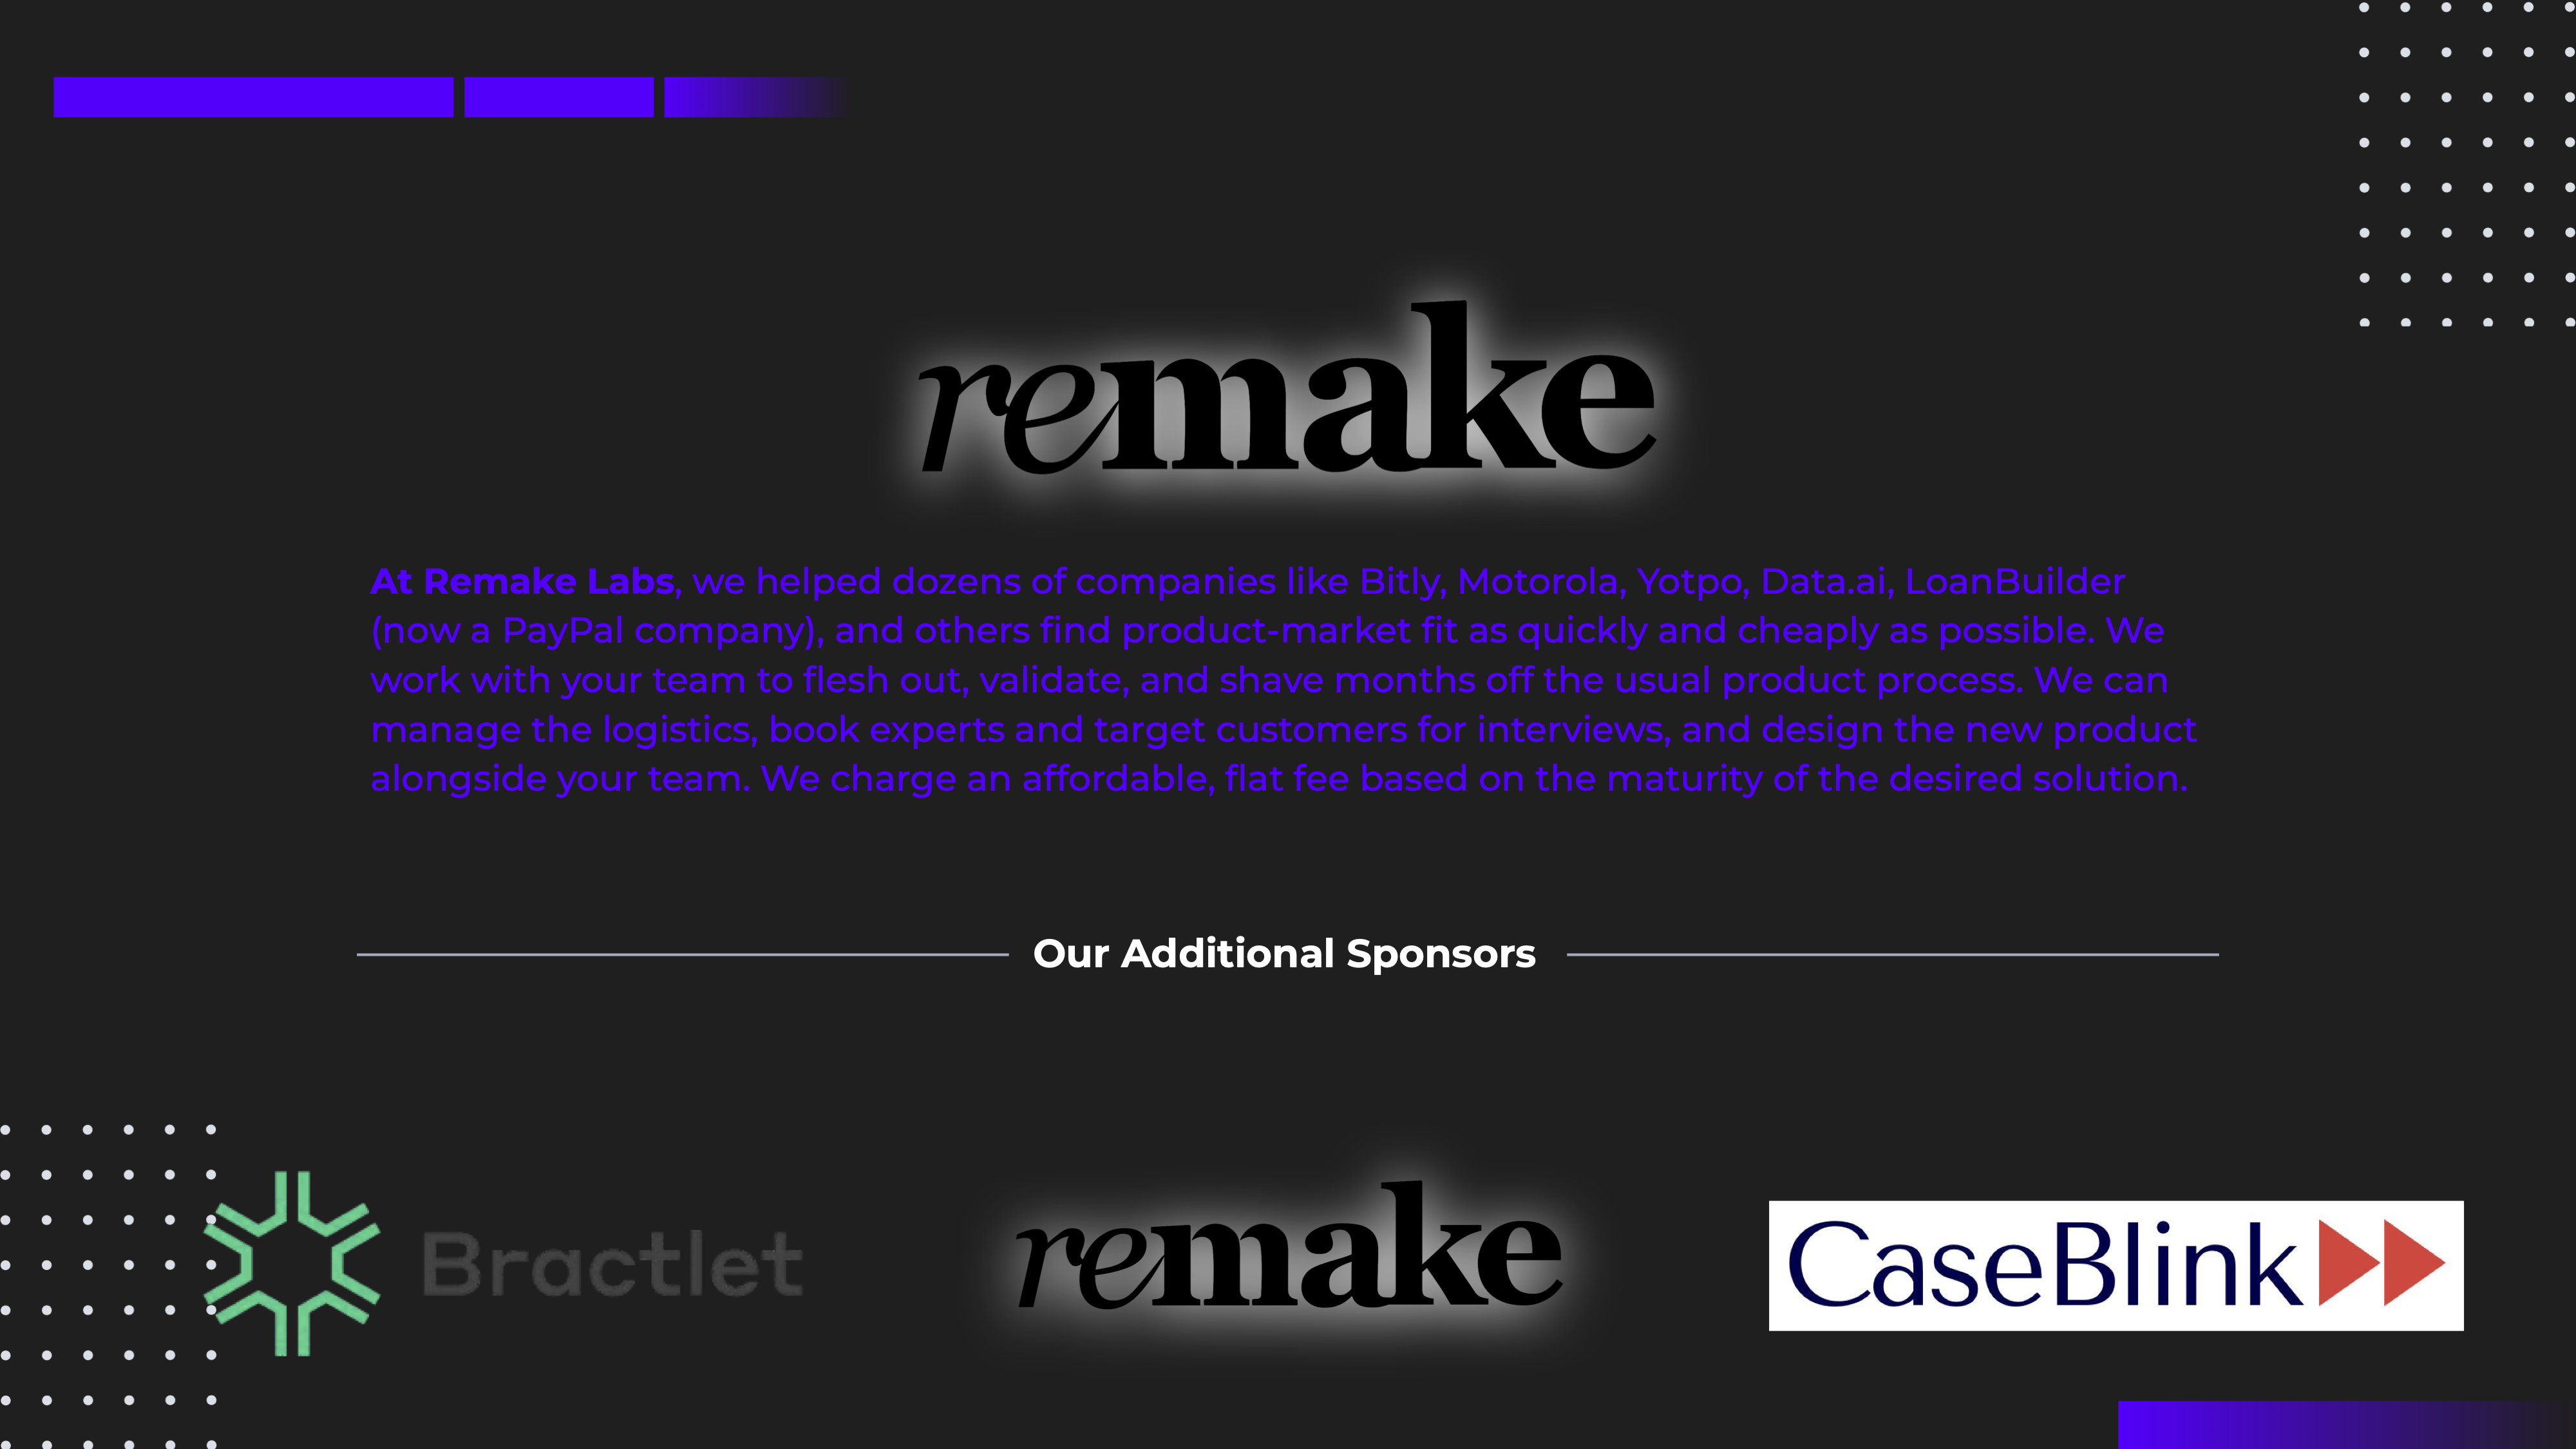 remake
At Remake Labs, we helped dozens of companies like Bitly, Motorola, Yotpo, Data.ai, LoanBuilder
(now a PayPal company), and others find product-market fit as quickly and cheaply as possible. We
work with your team to flesh out, validate, and shave months off the usual product process. We can
manage the logistics, book experts and target customers for interviews, and design the new product
alongside your team. We charge an affordable, flat fee based on the maturity of the desired solution.
Our Additional Sponsors
Bractlet
remake
CaseBlink